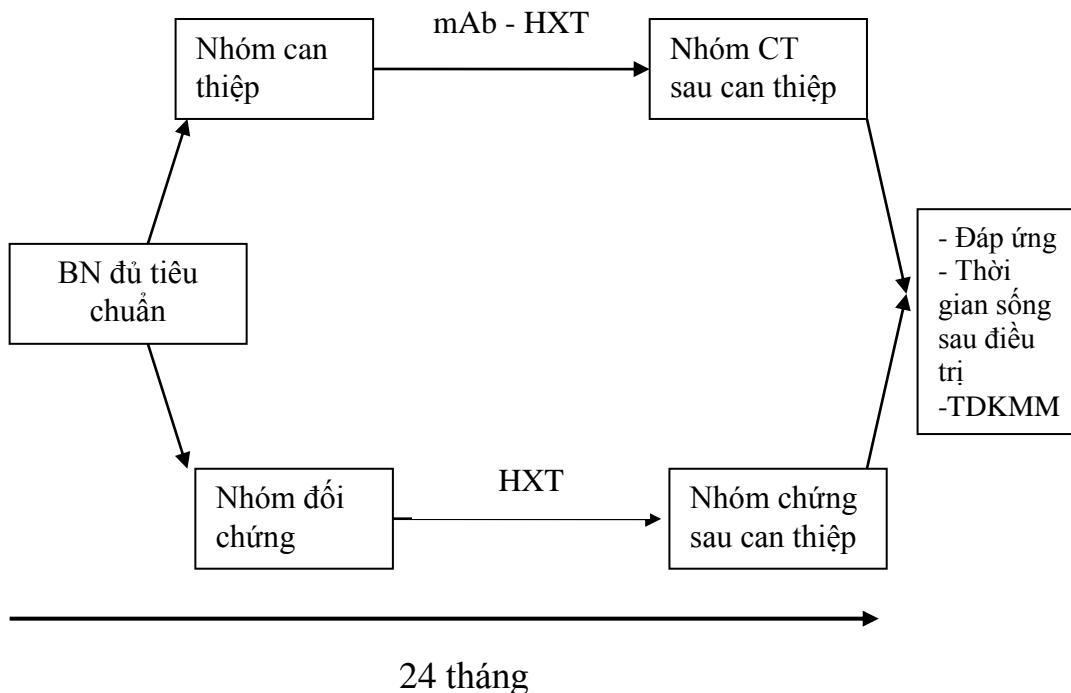 mAb - HXT
Nhóm can
thiệp
Nhóm CT
sau can thiệp
BN đủ tiêu
chuẩn
- Đáp ứng
- Thời
gian sống
sau điều
trị
-TDKMM
Nhóm đối
chứng
HXT
Nhóm chứng
sau can thiệp
24 tháng